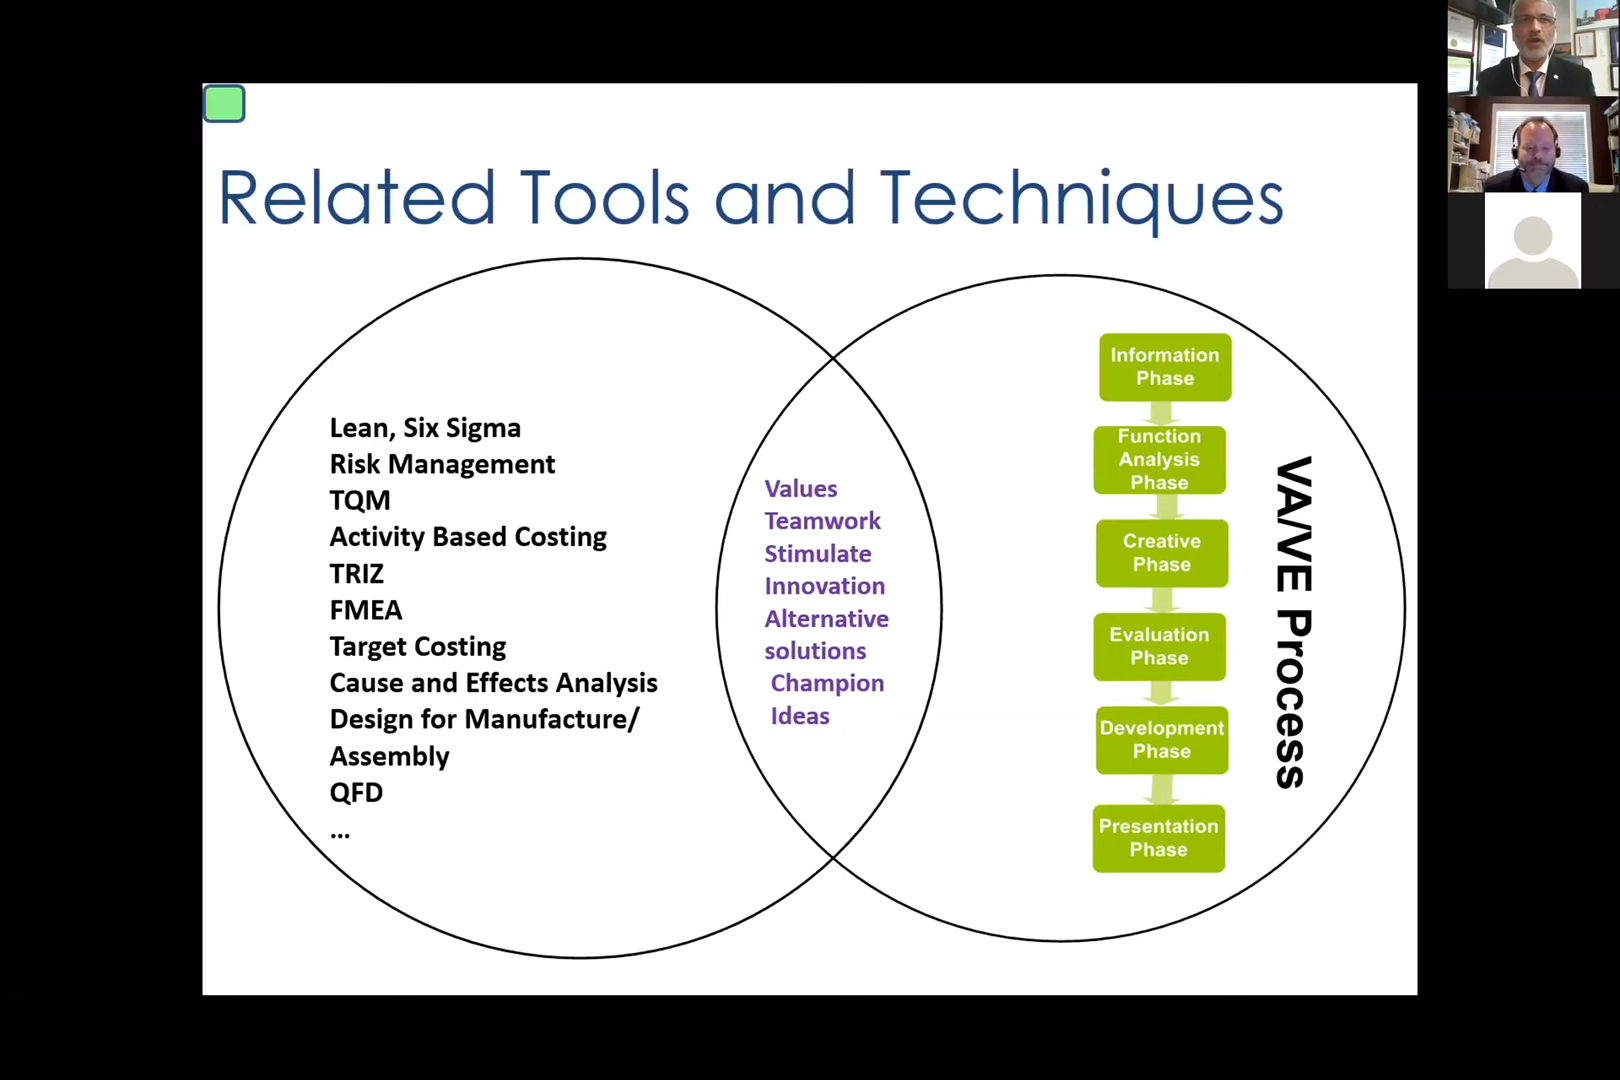 Related Tools and Techniques
Lean, Six Sigma
Risk Management
TQM
Activity Based Costing
TRIZ
FMEA
Target Costing
Cause and Effects Analysis
Design for Manufacture/
Assembly
QFD
...
Values
Teamwork
Stimulate
Innovation
Alternative
solutions
Champion
Ideas
Information
Phase
Function
Analysis
Phase
Creative
Phase
Evaluation
Phase
Development
Phase
Presentation
Phase
VA/VE Process